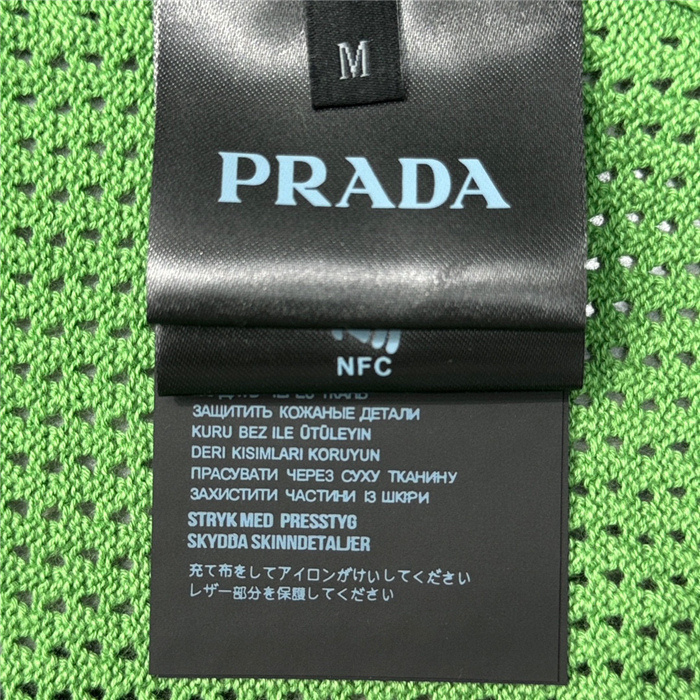 M
PRADA
NFC
ЗАЩИТИТЬ КОЖАНЫЕ ДЕТАЛИ
KURU BEZ ILE ÜTÜLEYIN
DERI KISIMLARI KORUYUN
ПРАСУВАТИ ЧЕРЕЗ СУХУ ТКАНИНУ
ЗАХИСТИТИ ЧАСТИНИ ІЗ ШКІРИ
STRYK MED PRESSTYG
SKYDDA SKINNDETALJER
充て布をしてアイロンがけいしてください
レザー部分を保護してください